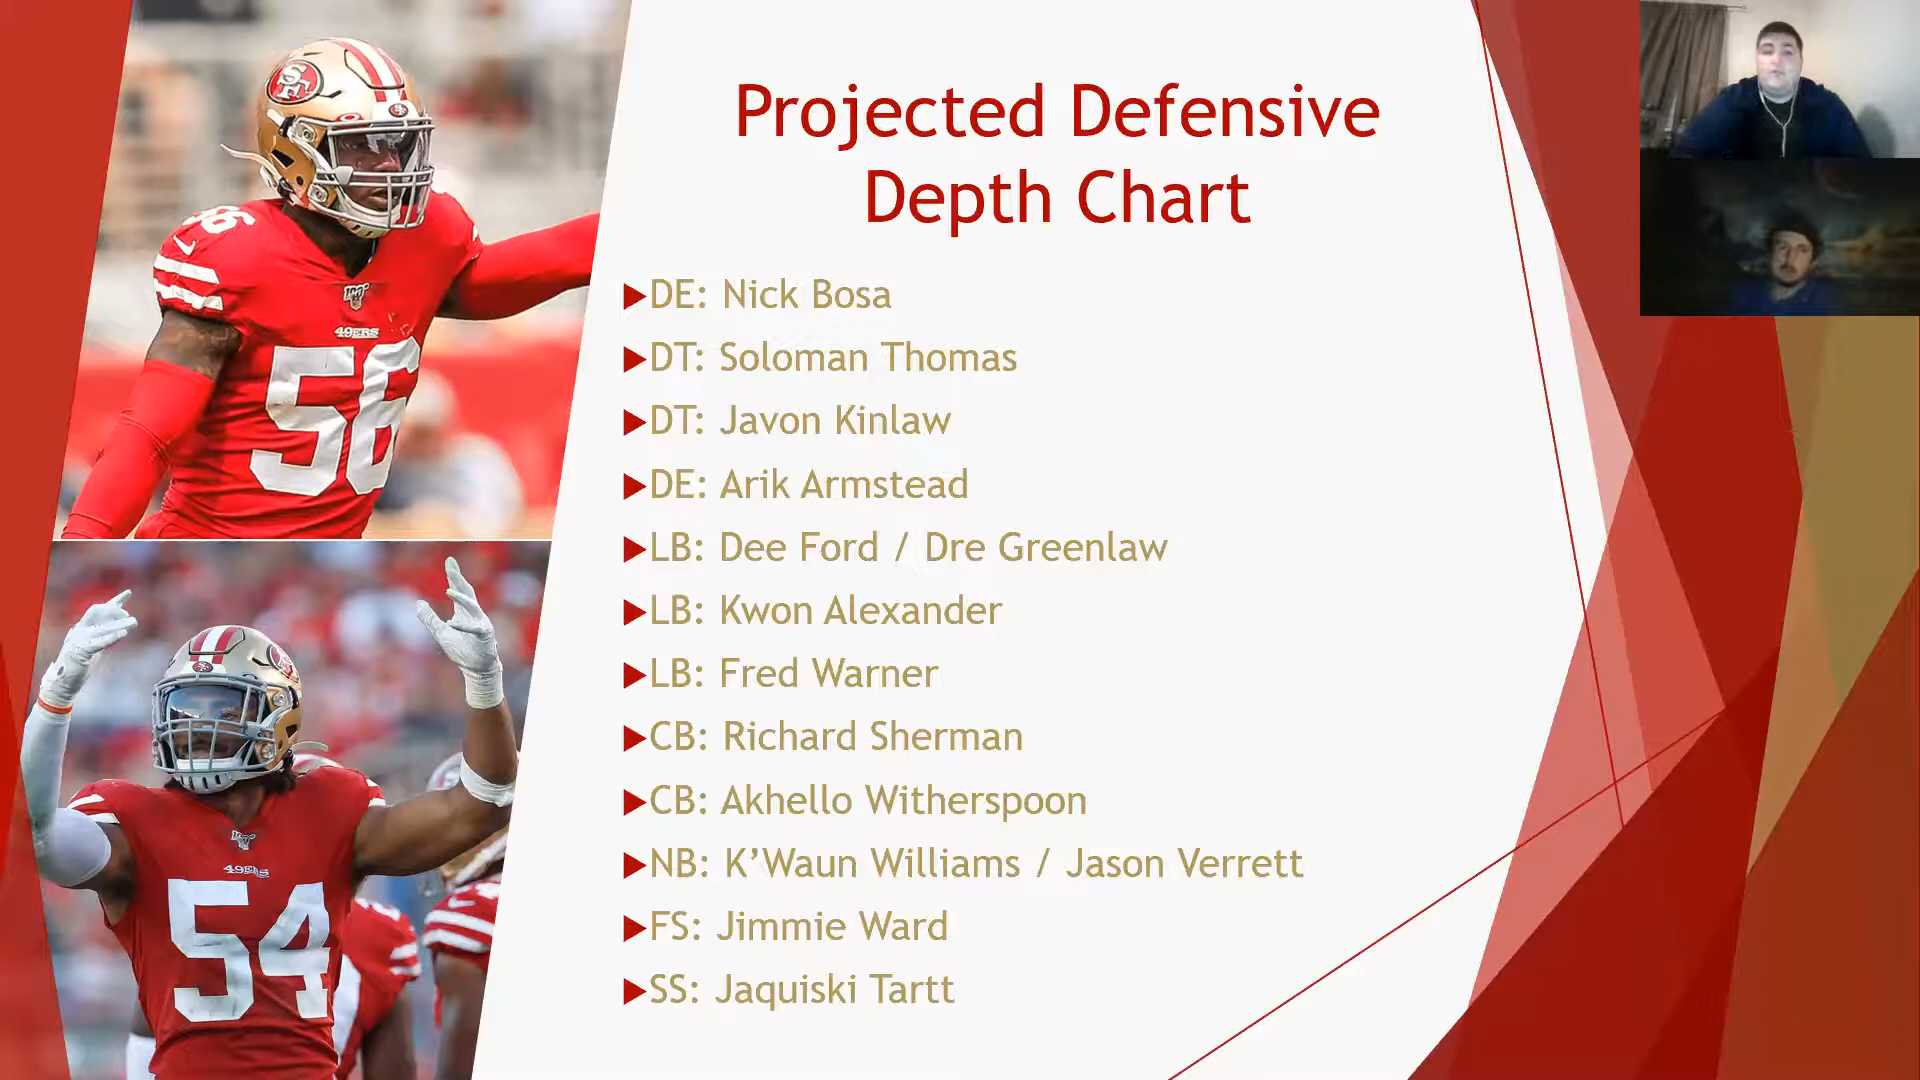 Projected Defensive
Depth Chart
DE: Nick Bosa
DT: Soloman Thomas
DT: Javon Kinlaw
DE: Arik Armstead
LB: Dee Ford / Dre Greenlaw
LB: Kwon Alexander
LB: Fred Warner
CB: Richard Sherman
CB: Akhello Witherspoon
NB: K’Waun Williams / Jason Verrett
FS: Jimmie Ward
SS: Jaquiski Tartt
SF
56
49ERS
56
49ERS
54